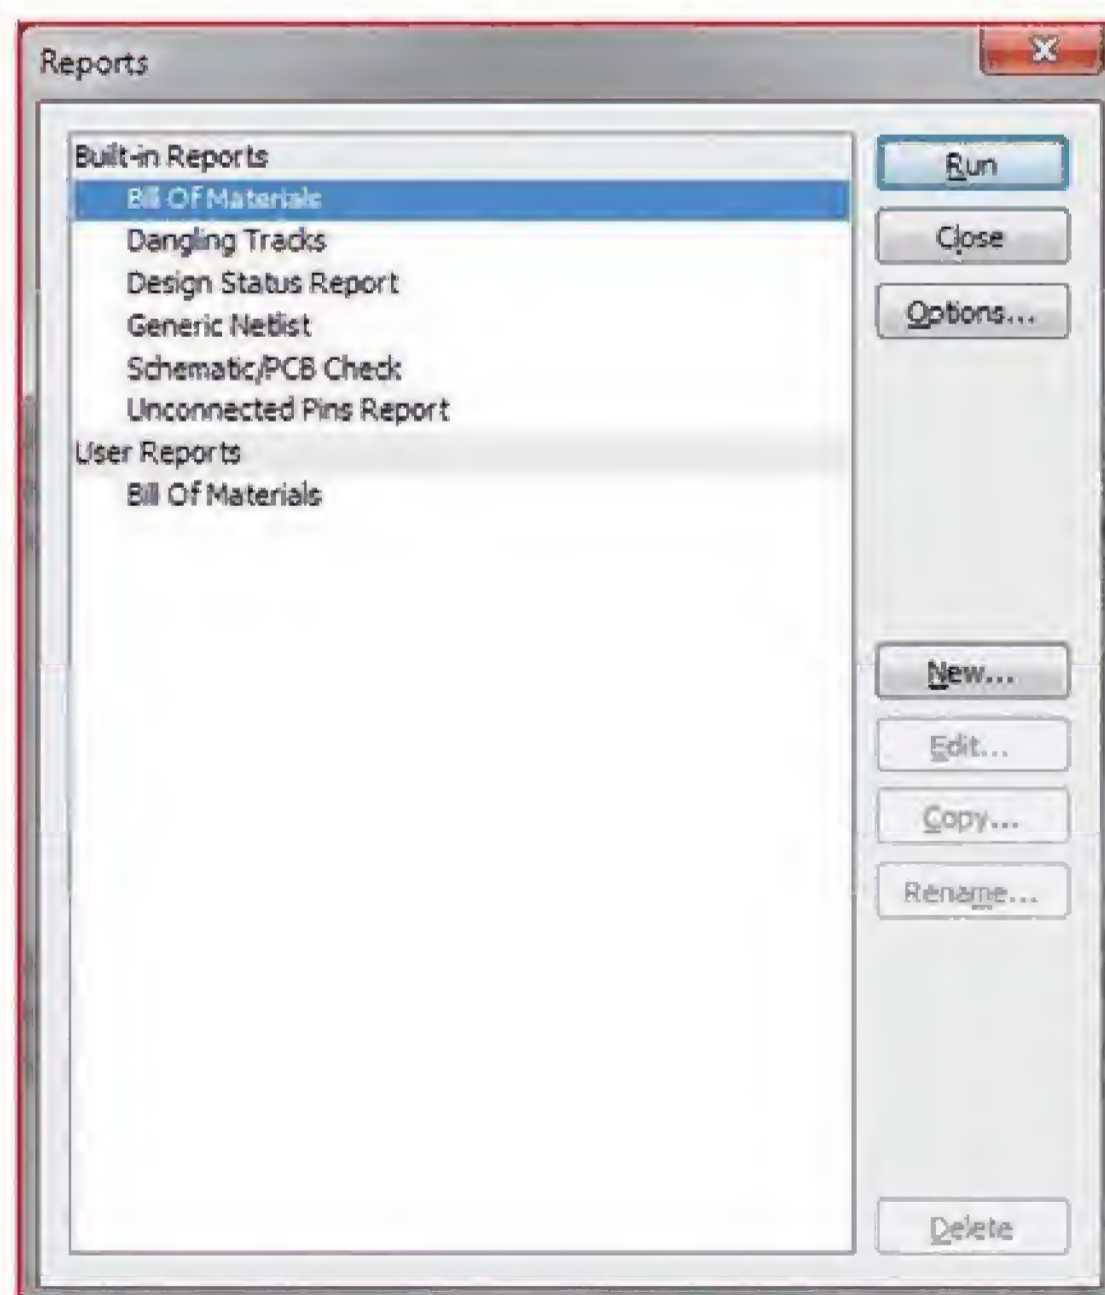 Reports
Built-in Reports
Bill Of Materials
Dangling Tracks
Design Status Report
Generic Netlist
Schematic/PCB Check
Unconnected Pins Report
User Reports
Bill Of Materials
Run
Close
Options...
New...
Edit...
Copy...
Rename...
Delete